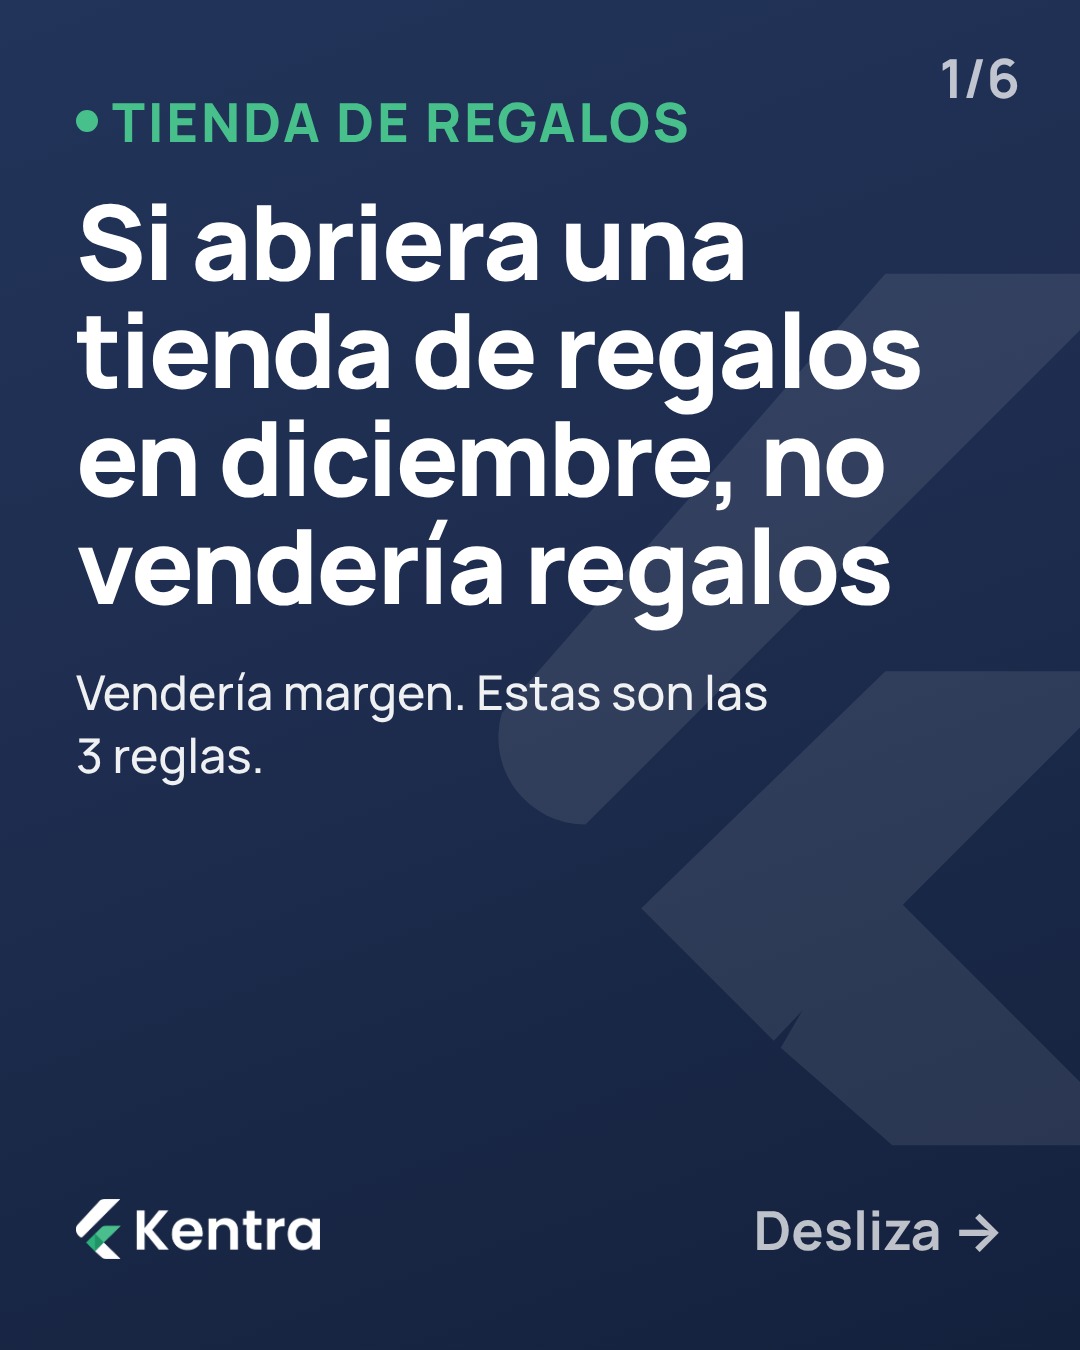 1/6
TIENDA DE REGALOS
Si abriera una
tienda de regalos
en diciembre, no
vendería regalos
Vendería margen. Estas son las
3 reglas.
Kentra
Desliza →